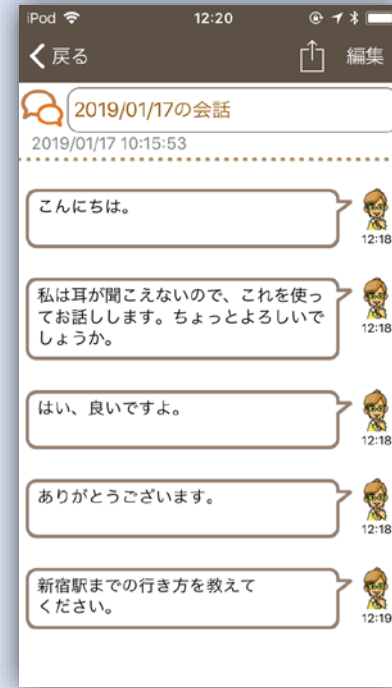 iPod 12:20
戻る 編集
2019/01/17の会話
2019/01/17 10:15:53
こんにちは。
12:18
私は耳が聞こえないので、これを使っ
てお話しします。ちょっとよろしいで
しょうか。
12:18
はい、良いですよ。
12:18
ありがとうございます。
12:18
新宿駅までの行き方を教えて
ください。
12:19